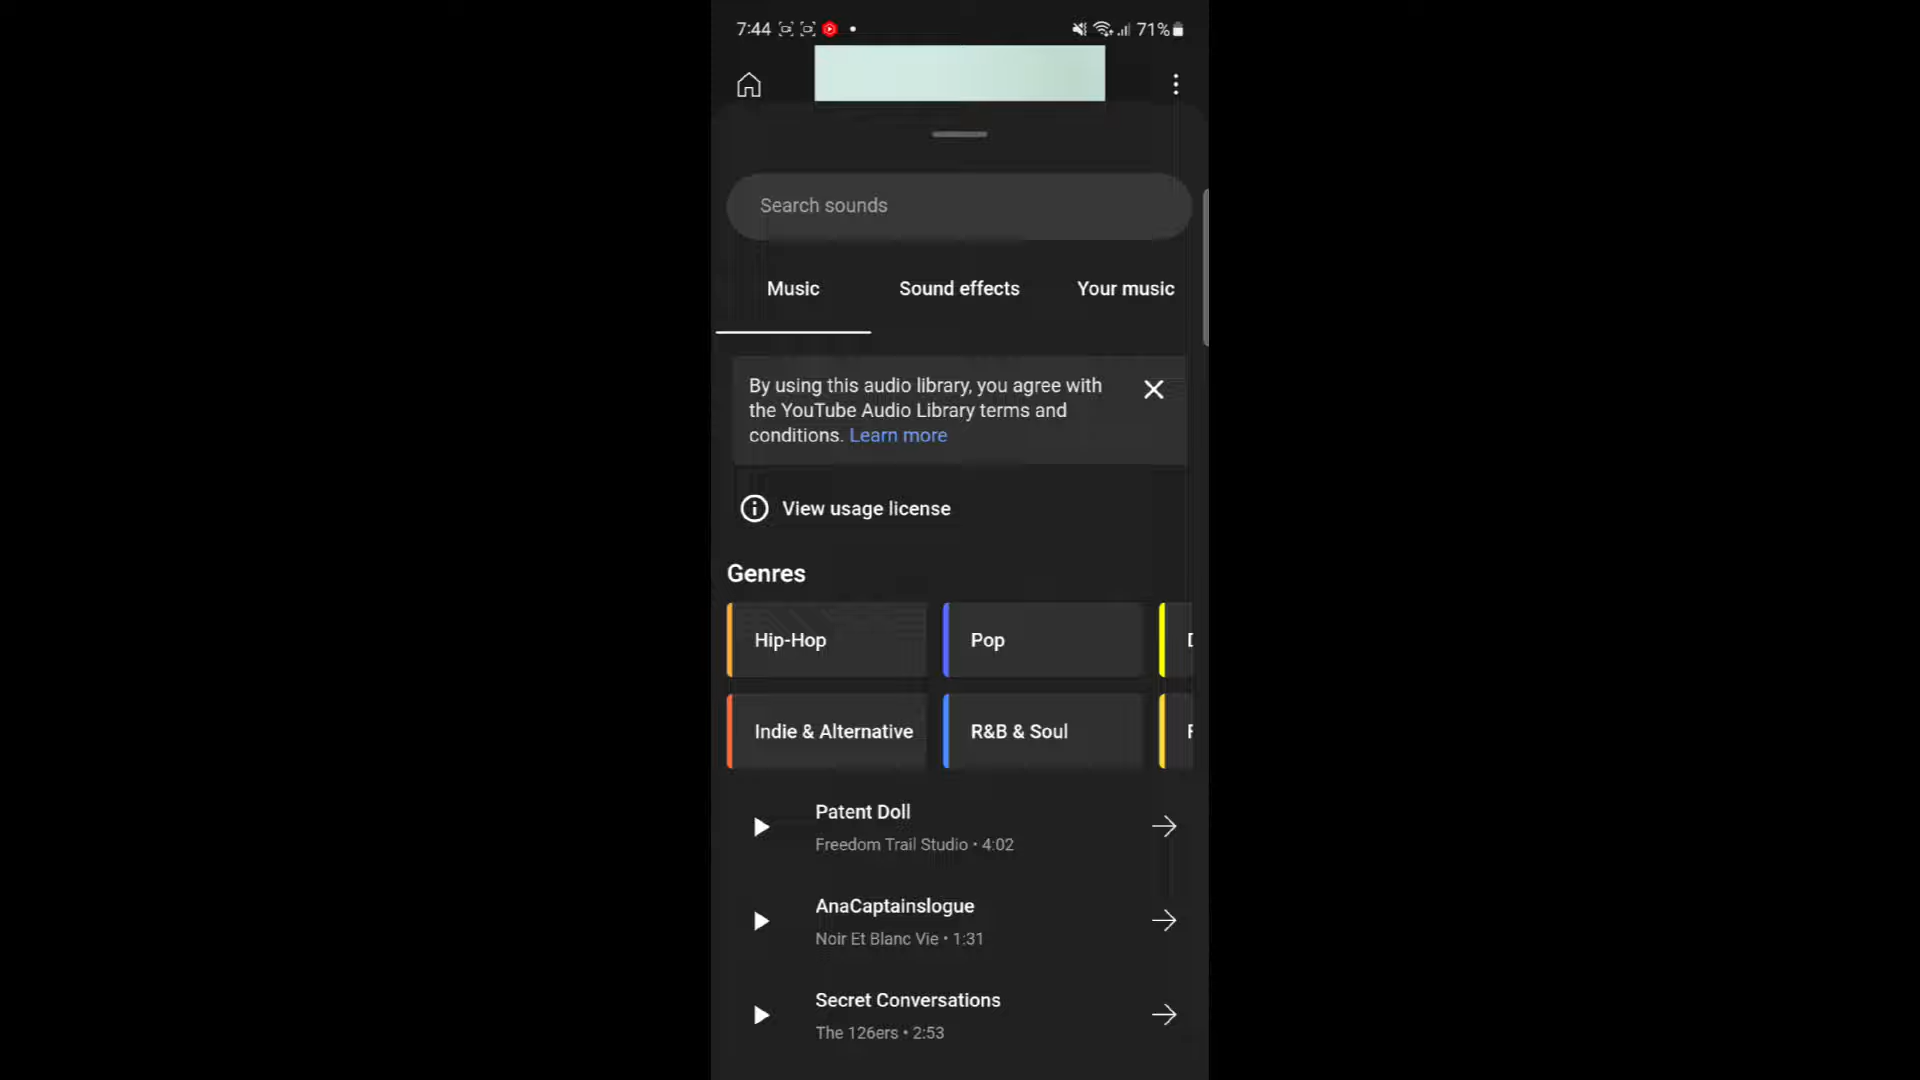 7:44 71%
Search sounds
Music Sound effects Your music
By using this audio library, you agree with
the YouTube Audio Library terms and
conditions. Learn more
View usage license
Genres
Hip-Hop Pop
Indie & Alternative R&B & Soul
Patent Doll
Freedom Trail Studio • 4:02
AnaCaptainslogue
Noir Et Blanc Vie • 1:31
Secret Conversations
The 126ers • 2:53